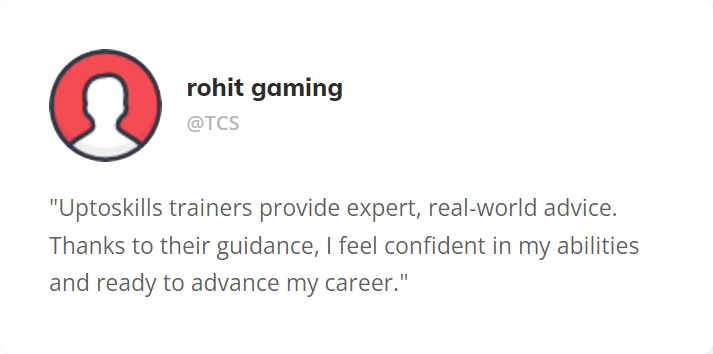 rohit gaming
@TCS
"Uptoskills trainers provide expert, real-world advice.
Thanks to their guidance, I feel confident in my abilities
and ready to advance my career."